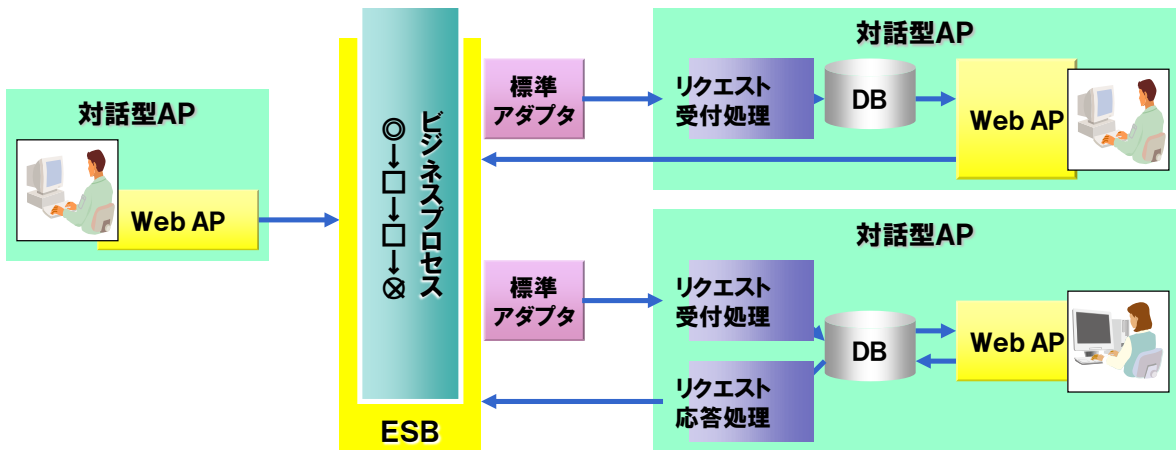 対話型AP
Web AP
ビジネスプロセス
ESB
標準
アダプタ
標準
アダプタ
対話型AP
リクエスト
受付処理
DB
Web AP
対話型AP
リクエスト
受付処理
DB
Web AP
リクエスト
応答処理